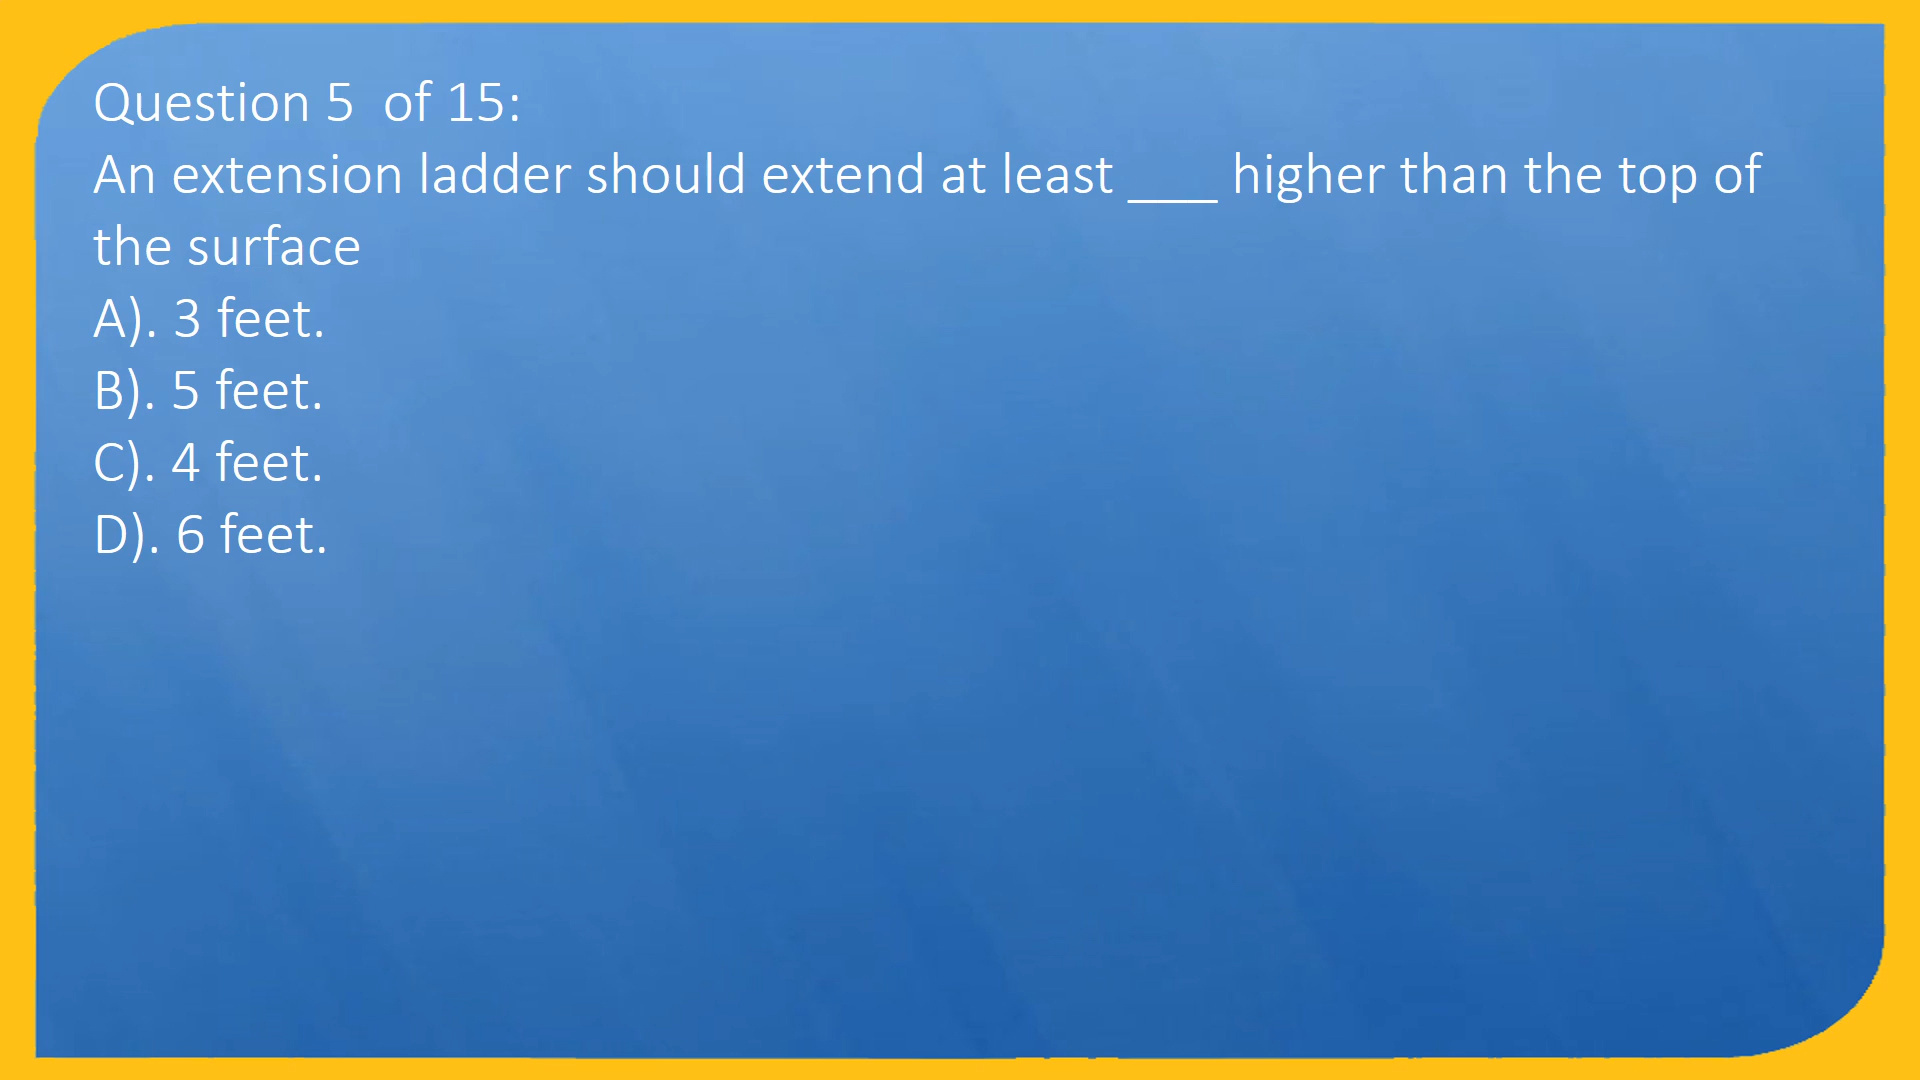 Question 5  of 15:
An extension ladder should extend at least ____ higher than the top of
the surface
A). 3 feet.
B). 5 feet.
C). 4 feet.
D). 6 feet.